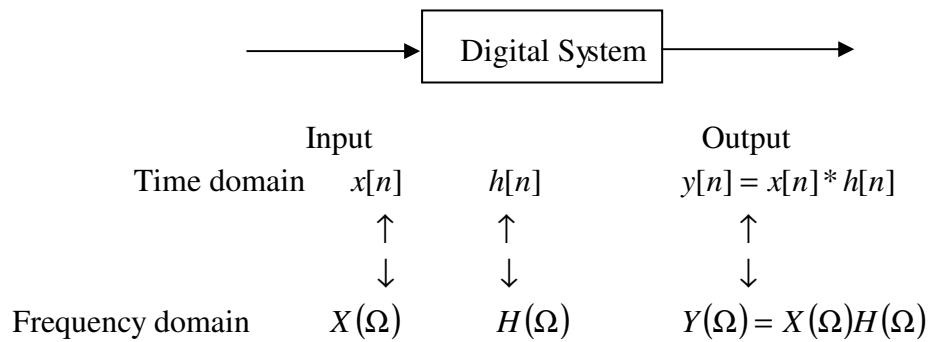 Digital System
Input Output
Time domain x[n] h[n] y[n] = x[n] * h[n]
↑ ↑ ↑
↓ ↓ ↓
Frequency domain X(Ω) H(Ω) Y(Ω) = X(Ω)H(Ω)